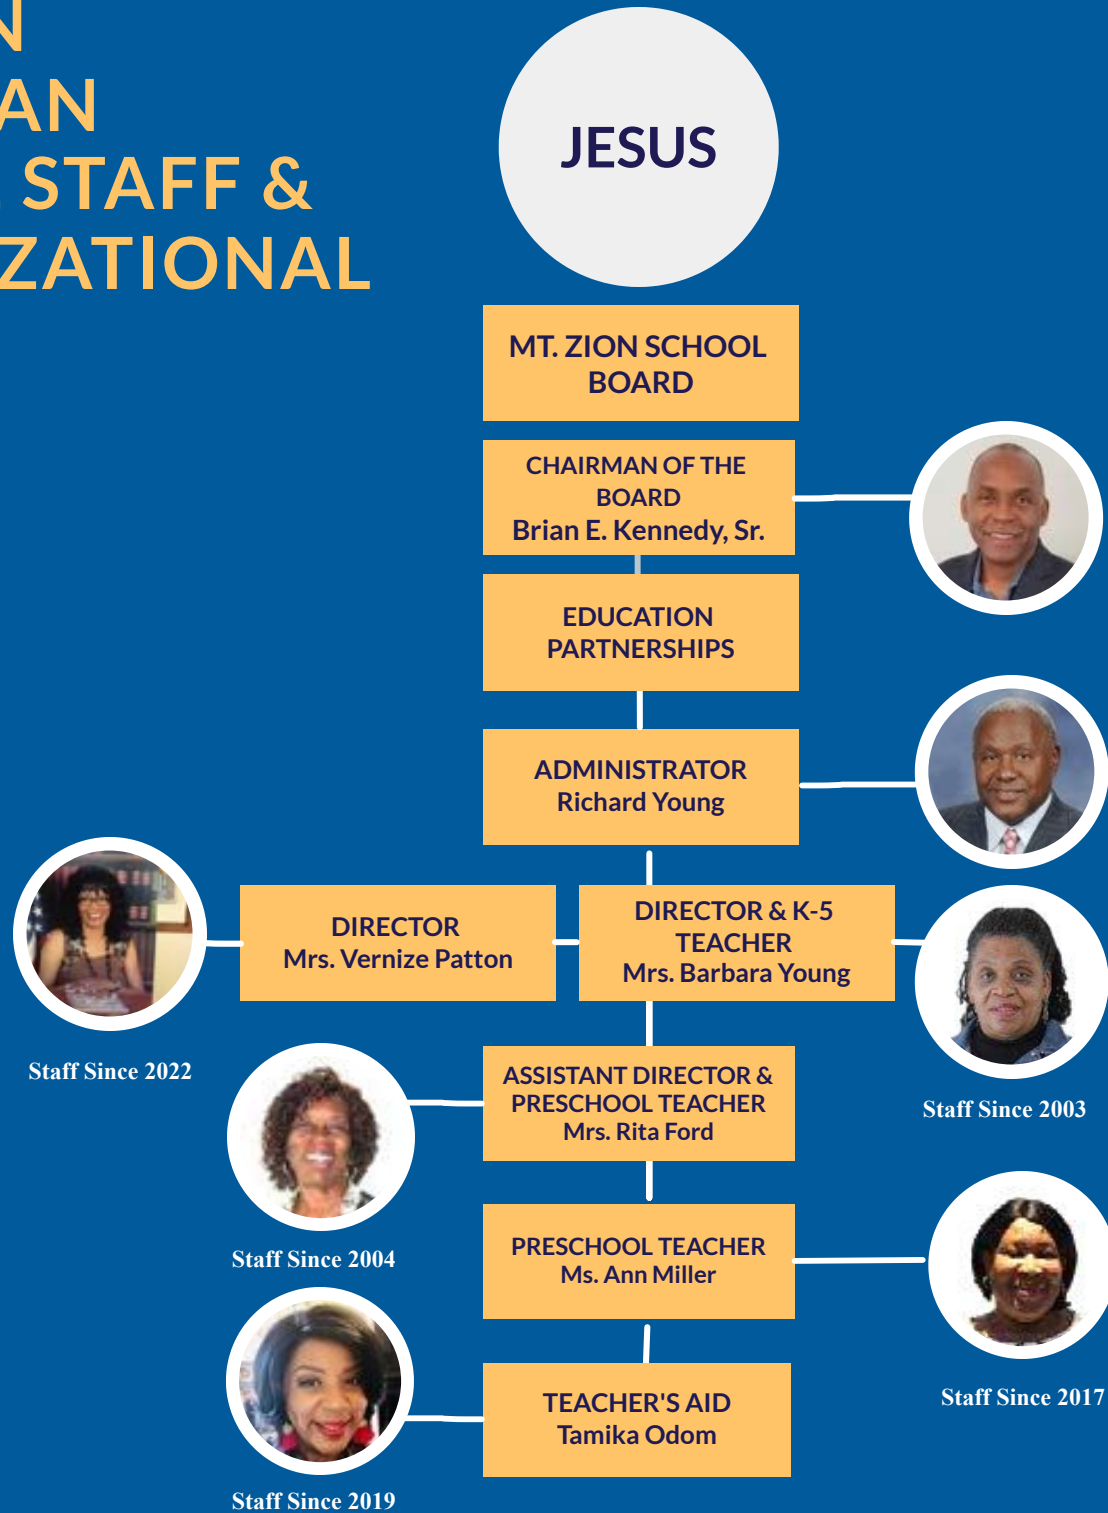 N
AN
STAFF &
ZATIONAL
JESUS
MT. ZION SCHOOL
BOARD
CHAIRMAN OF THE
BOARD
Brian E. Kennedy, Sr.
EDUCATION
PARTNERSHIPS
ADMINISTRATOR
Richard Young
DIRECTOR
Mrs. Vernize Patton
DIRECTOR & K-5
TEACHER
Mrs. Barbara Young
Staff Since 2022
ASSISTANT DIRECTOR &
PRESCHOOL TEACHER
Mrs. Rita Ford
Staff Since 2003
Staff Since 2004
PRESCHOOL TEACHER
Ms. Ann Miller
Staff Since 2017
TEACHER'S AID
Tamika Odom
Staff Since 2019